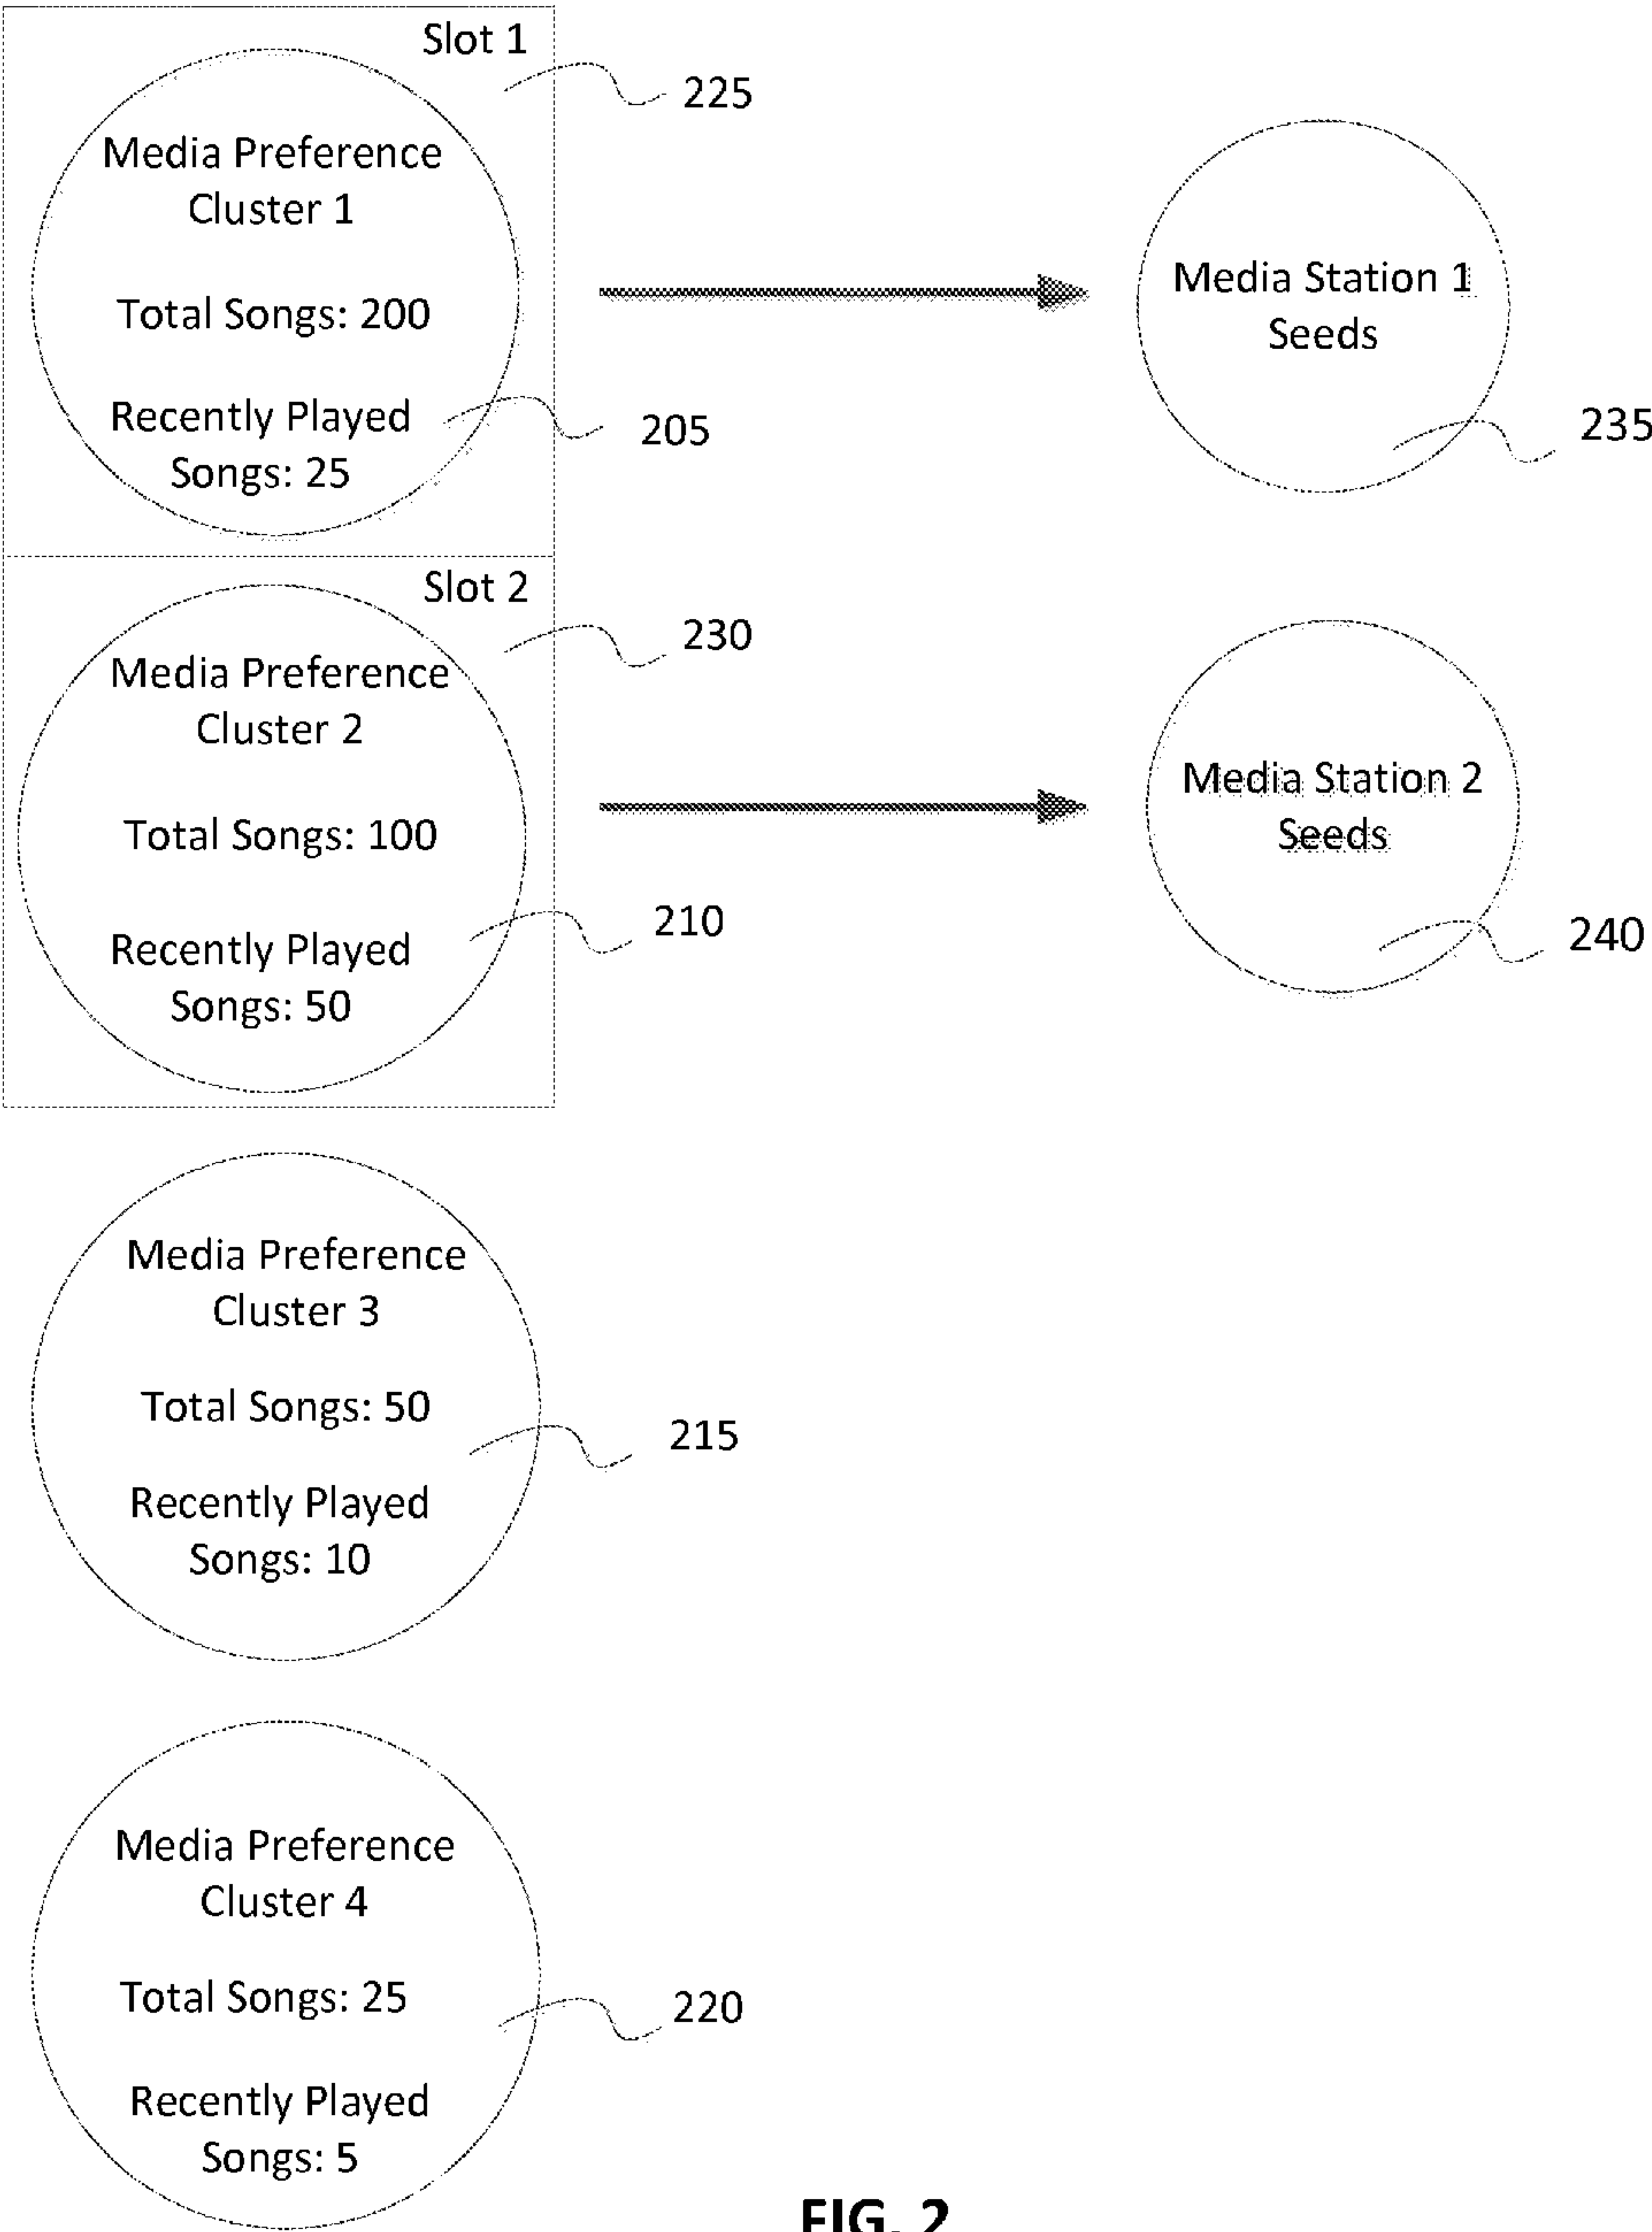 Slot 1
225
Media Preference
Cluster 1
Total Songs: 200
Recently Played
Songs: 25
205
Media Station 1
Seeds
235
Slot 2
230
Media Preference
Cluster 2
Total Songs: 100
Recently Played
Songs: 50
210
Media Station 2
Seeds
240
Media Preference
Cluster 3
Total Songs: 50
215
Recently Played
Songs: 10
Media Preference
Cluster 4
Total Songs: 25
220
Recently Played
Songs: 5
FIG. 2